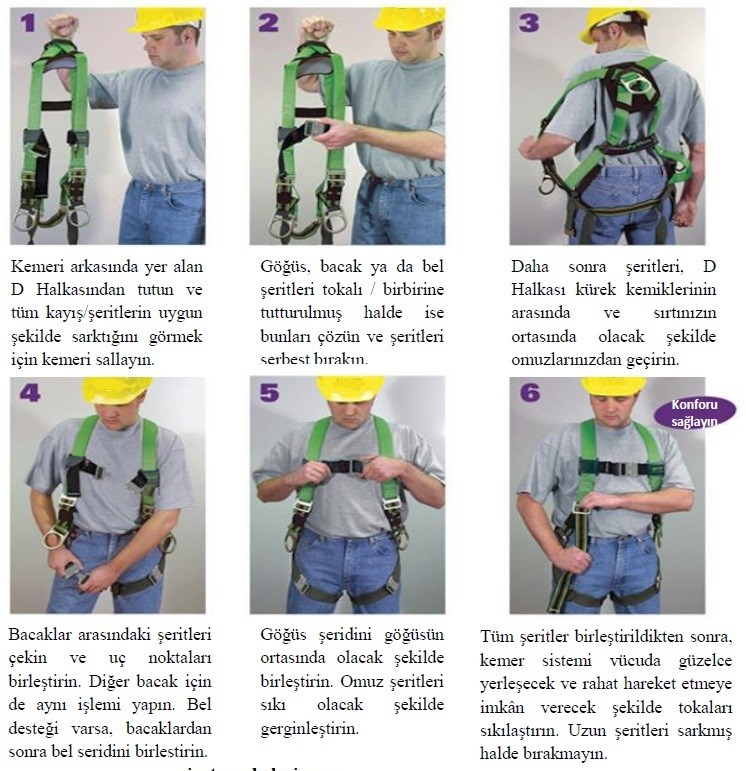 1
2
3
Kemeri arkasında yer alan
D Halkasından tutun ve
tüm kayış/şeritlerin uygun
şekilde sarktığını görmek
için kemeri sallayın.
Göğüs, bacak ya da bel
şeritleri tokalı / birbirine
tutturulmuş halde ise
bunları çözün ve şeritleri
serbest bırakın.
Daha sonra şeritleri, D
Halkası kürek kemiklerinin
arasında ve sırtınızın
ortasında olacak şekilde
omuzlarınızdan geçirin.
4
5
6
Konforu
sağlayın
Bacaklar arasındaki şeritleri
çekin ve uç noktaları
birleştirin. Diğer bacak için
de aynı işlemi yapın. Bel
desteği varsa, bacaklardan
sonra bel şeridini birleştirin.
Göğüs şeridini göğüsün
ortasında olacak şekilde
birleştirin. Omuz şeritleri
sıkı olacak şekilde
gerginleştirin.
Tüm şeritler birleştirildikten sonra,
kemer sistemi vücuda güzelce
yerleşecek ve rahat hareket etmeye
imkân verecek şekilde tokaları
sıkılaştırın. Uzun şeritleri sarkmış
halde bırakmayın.